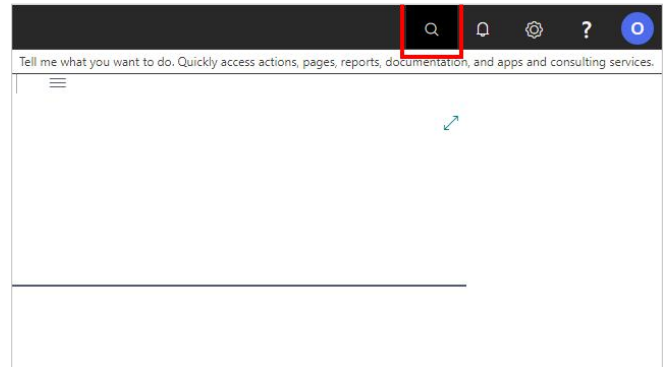 ? O
Tell me what you want to do. Quickly access actions, pages, reports, documentation, and apps and consulting services.